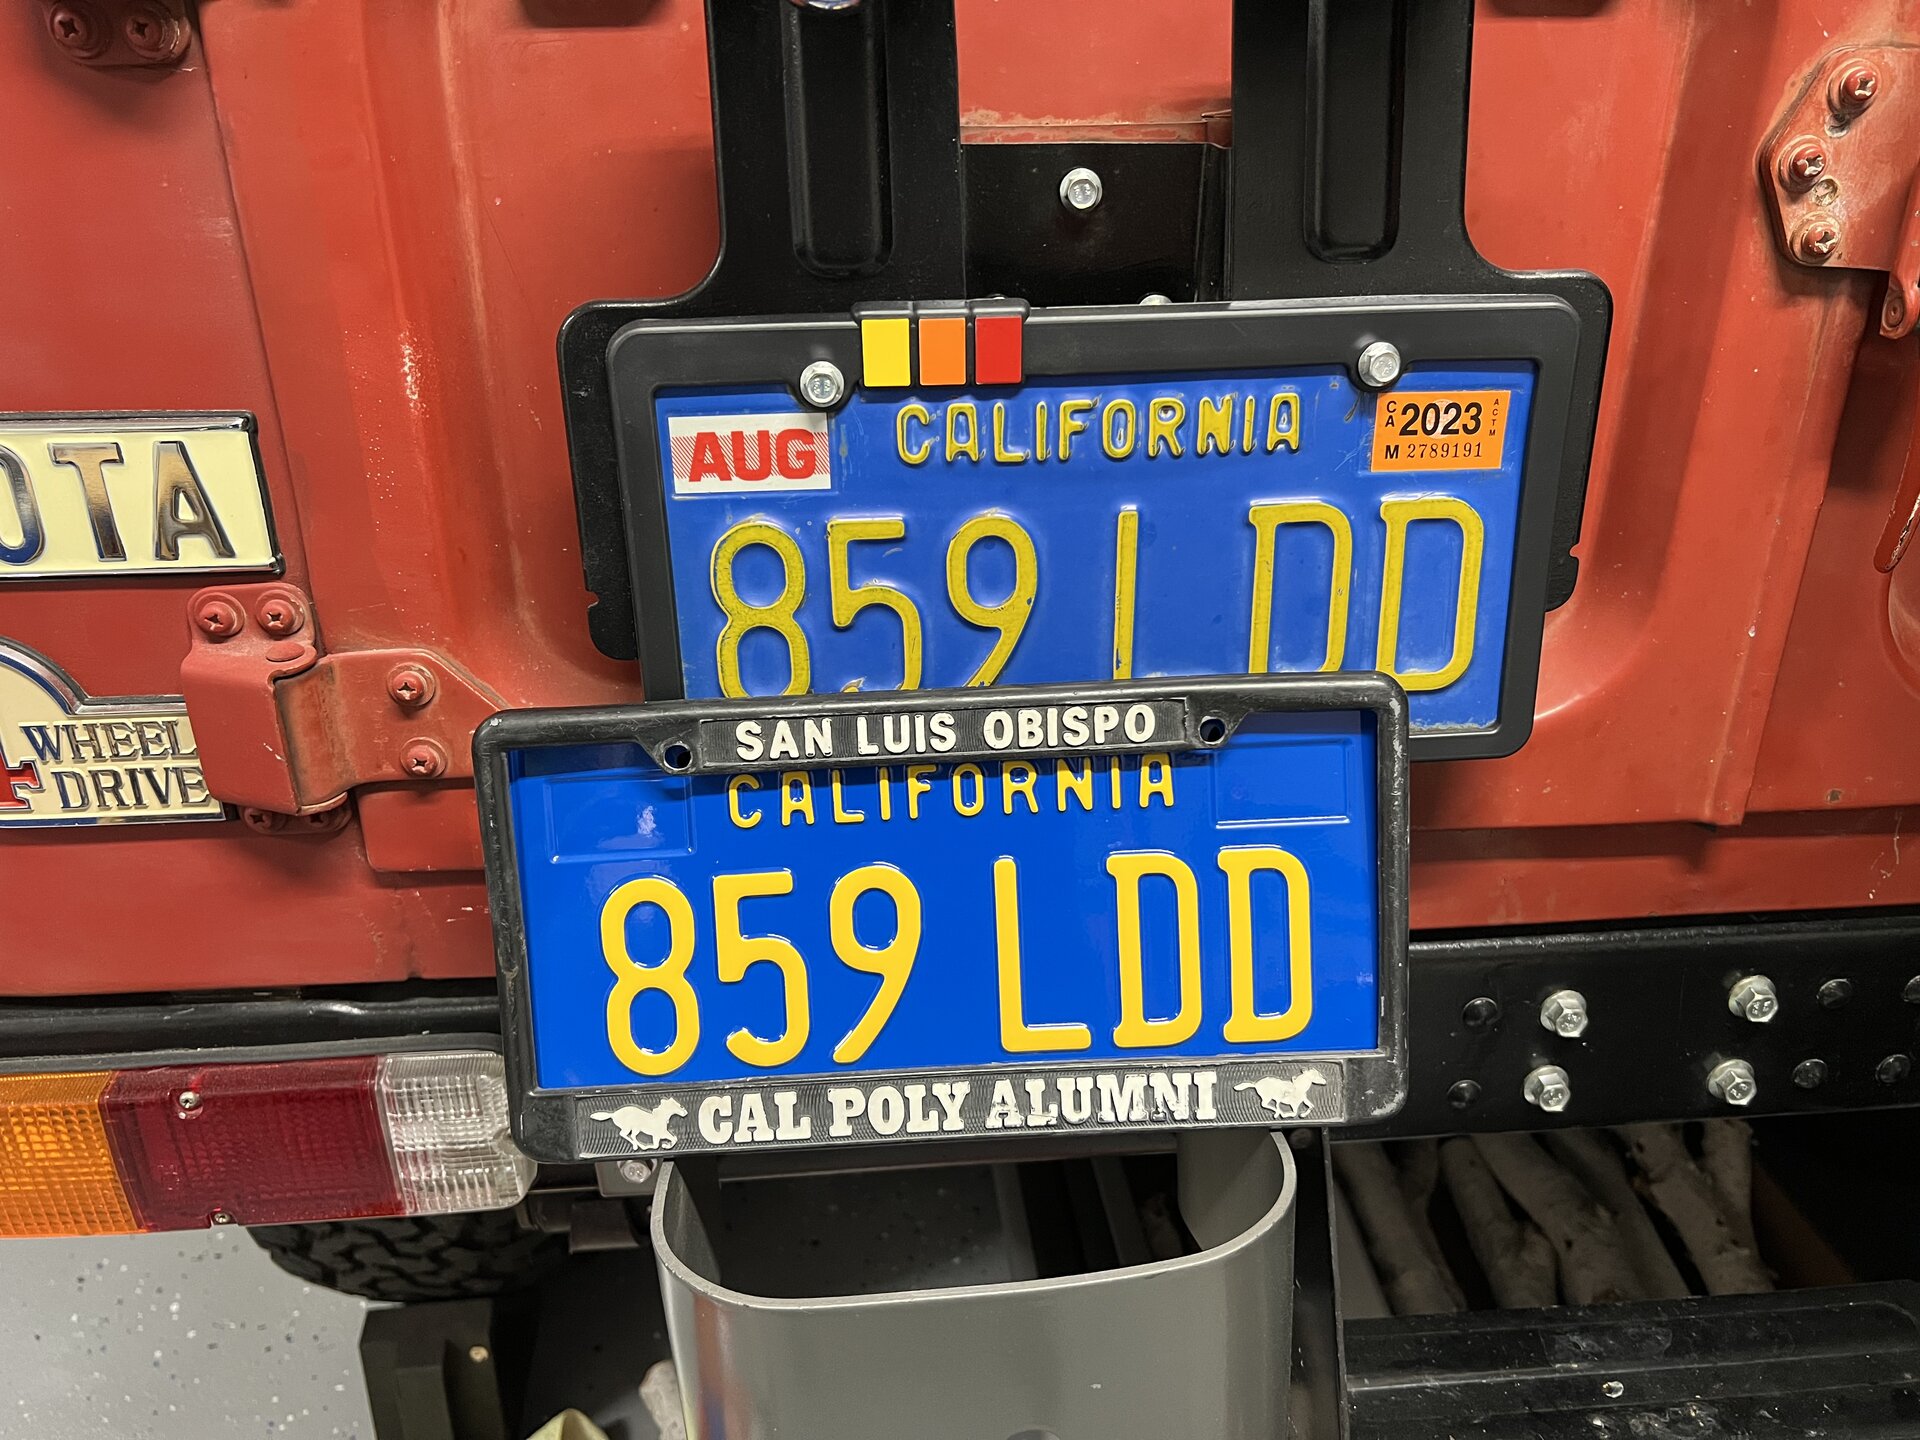 AUG
CALIFORNIA
CA 2023 ACTM
M 2789191
859 LDD
OTA
WHEEL
DRIVE
SAN LUIS OBISPO
CALIFORNIA
859 LDD
CAL POLY ALUMNI